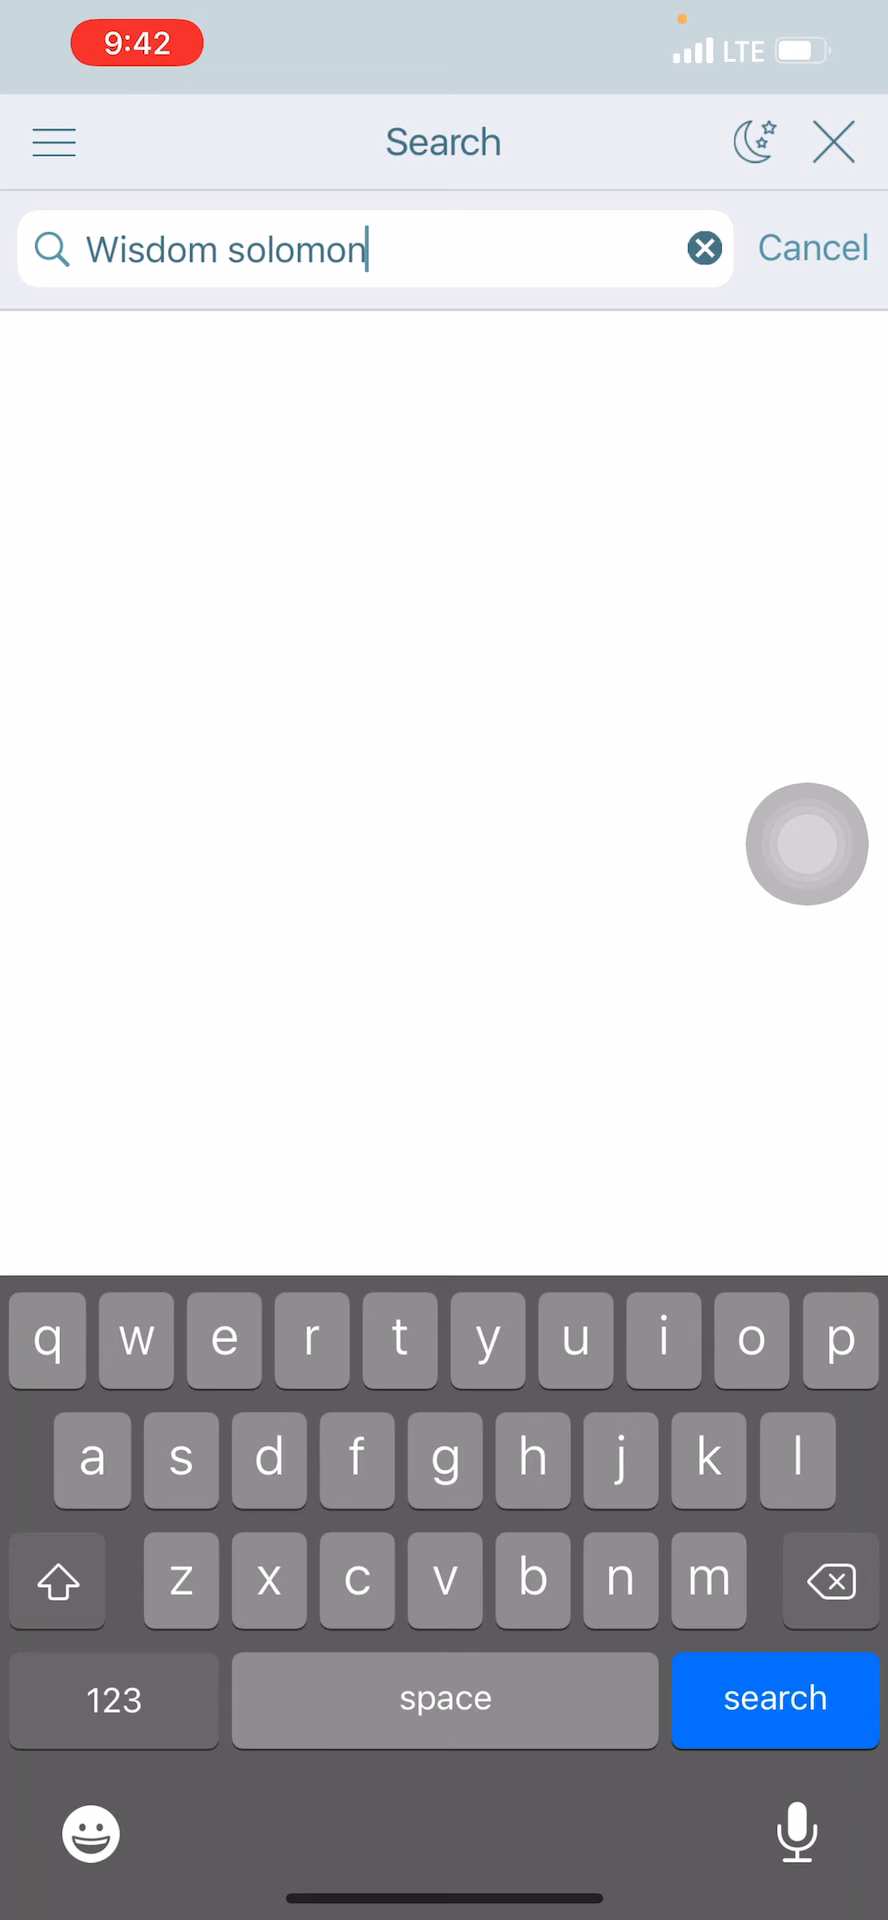 9:42
LTE
Search
Wisdom solomon
Cancel
q w e r t y u i o p
a s d f g h j k l
z x c v b n m
123 space search